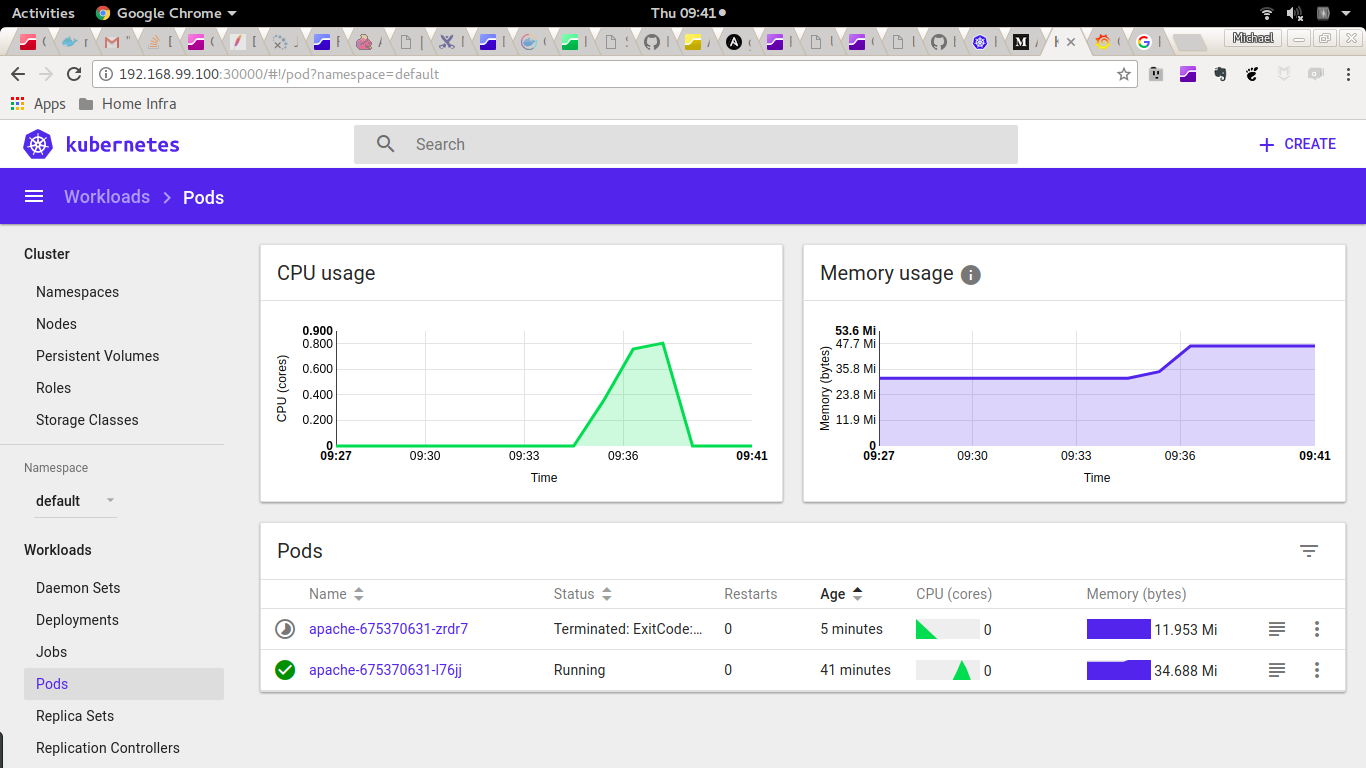 Activities Google Chrome Thu 09:41
Michael
192.168.99.100:30000/#!/pod?namespace=default
Apps Home Infra
kubernetes Search CREATE
Workloads Pods
Cluster
Namespaces
Nodes
Persistent Volumes
Roles
Storage Classes
Namespace
default
Workloads
Daemon Sets
Deployments
Jobs
Pods
Replica Sets
Replication Controllers
CPU usage
CPU (cores)
0.900
0.800
0.600
0.400
0.200
0
09:27 09:30 09:33 09:36 09:41
Time
Memory usage
Memory (bytes)
53.6 Mi
47.7 Mi
35.8 Mi
23.8 Mi
11.9 Mi
0
09:27 09:30 09:33 09:36 09:41
Time
Pods
Name Status Restarts Age CPU (cores) Memory (bytes)
apache-675370631-zrdr7 Terminated: ExitCode:... 0 5 minutes 0 11.953 Mi
apache-675370631-l76jj Running 0 41 minutes 0 34.688 Mi